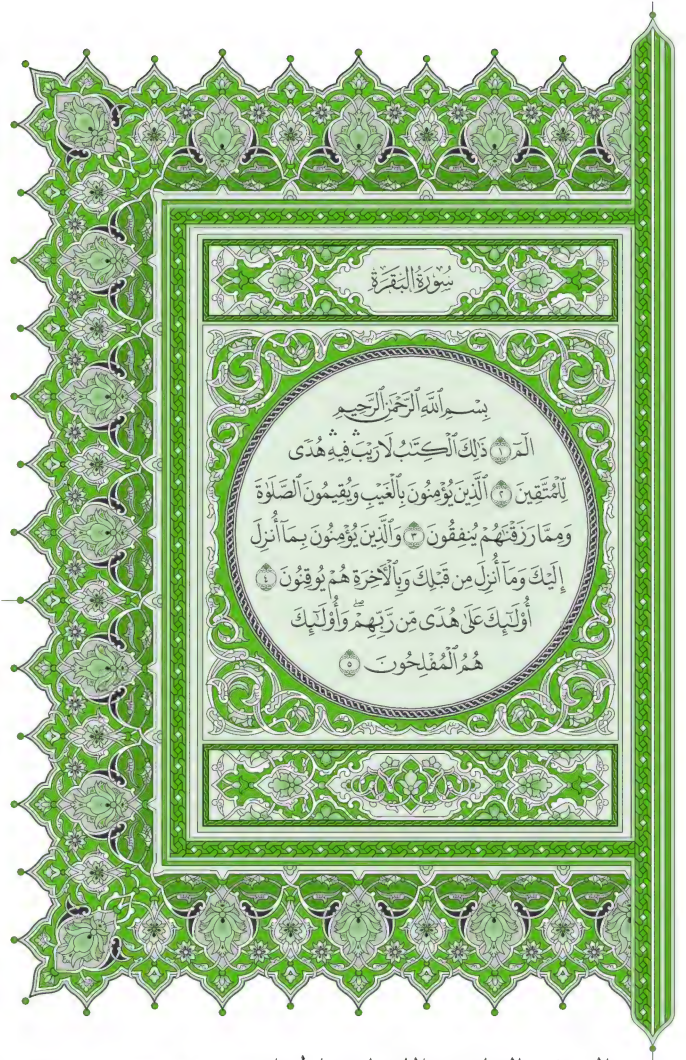 سُورَةُ البَقَرَةِ
بِسْمِ ٱللَّهِ ٱلرَّحْمَٰنِ ٱلرَّحِيمِ
الٓمٓ ١ ذَٰلِكَ ٱلْكِتَٰبُ لَا رَيْبَ ۛ فِيهِ ۛ هُدًى
لِّلْمُتَّقِينَ ٢ ٱلَّذِينَ يُؤْمِنُونَ بِٱلْغَيْبِ وَيُقِيمُونَ ٱلصَّلَوٰةَ
وَمِمَّا رَزَقْنَٰهُمْ يُنفِقُونَ ٣ وَٱلَّذِينَ يُؤْمِنُونَ بِمَآ أُنزِلَ
إِلَيْكَ وَمَآ أُنزِلَ مِن قَبْلِكَ وَبِٱلْءَاخِرَةِ هُمْ يُوقِنُونَ ٤
أُوْلَٰٓئِكَ عَلَىٰ هُدًى مِّن رَّبِّهِمْ ۖ وَأُوْلَٰٓئِكَ
هُمُ ٱلْمُفْلِحُونَ ٥